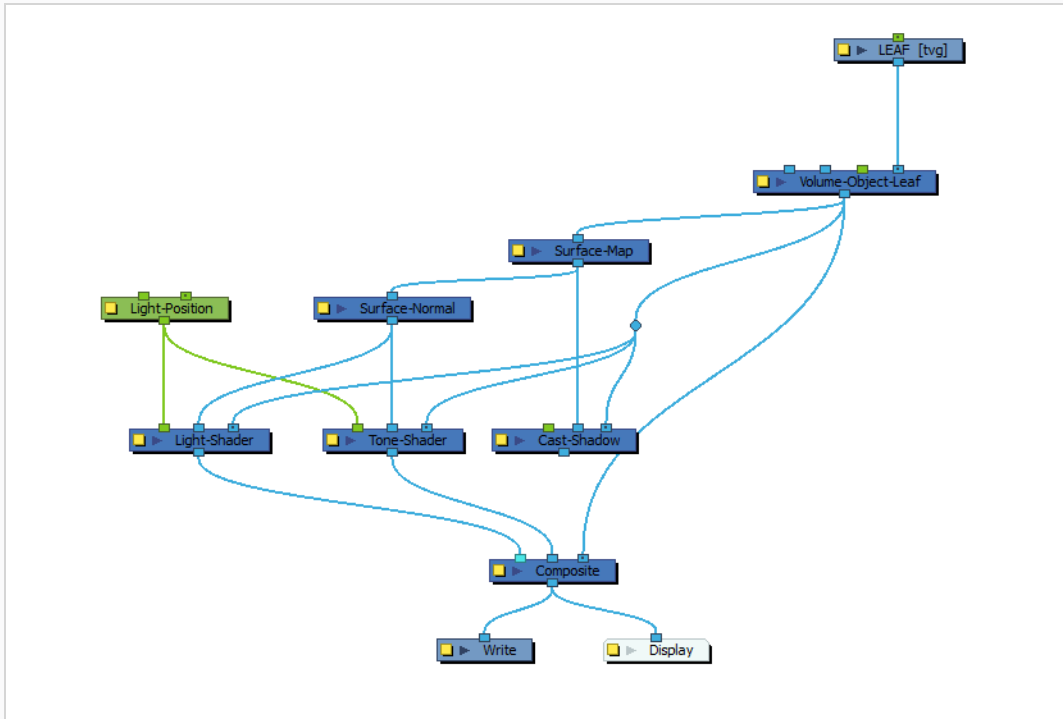 LEAF [tvg]
Volume-Object-Leaf
Surface-Map
Light-Position
Surface-Normal
Light-Shader
Tone-Shader
Cast-Shadow
Composite
Write
Display